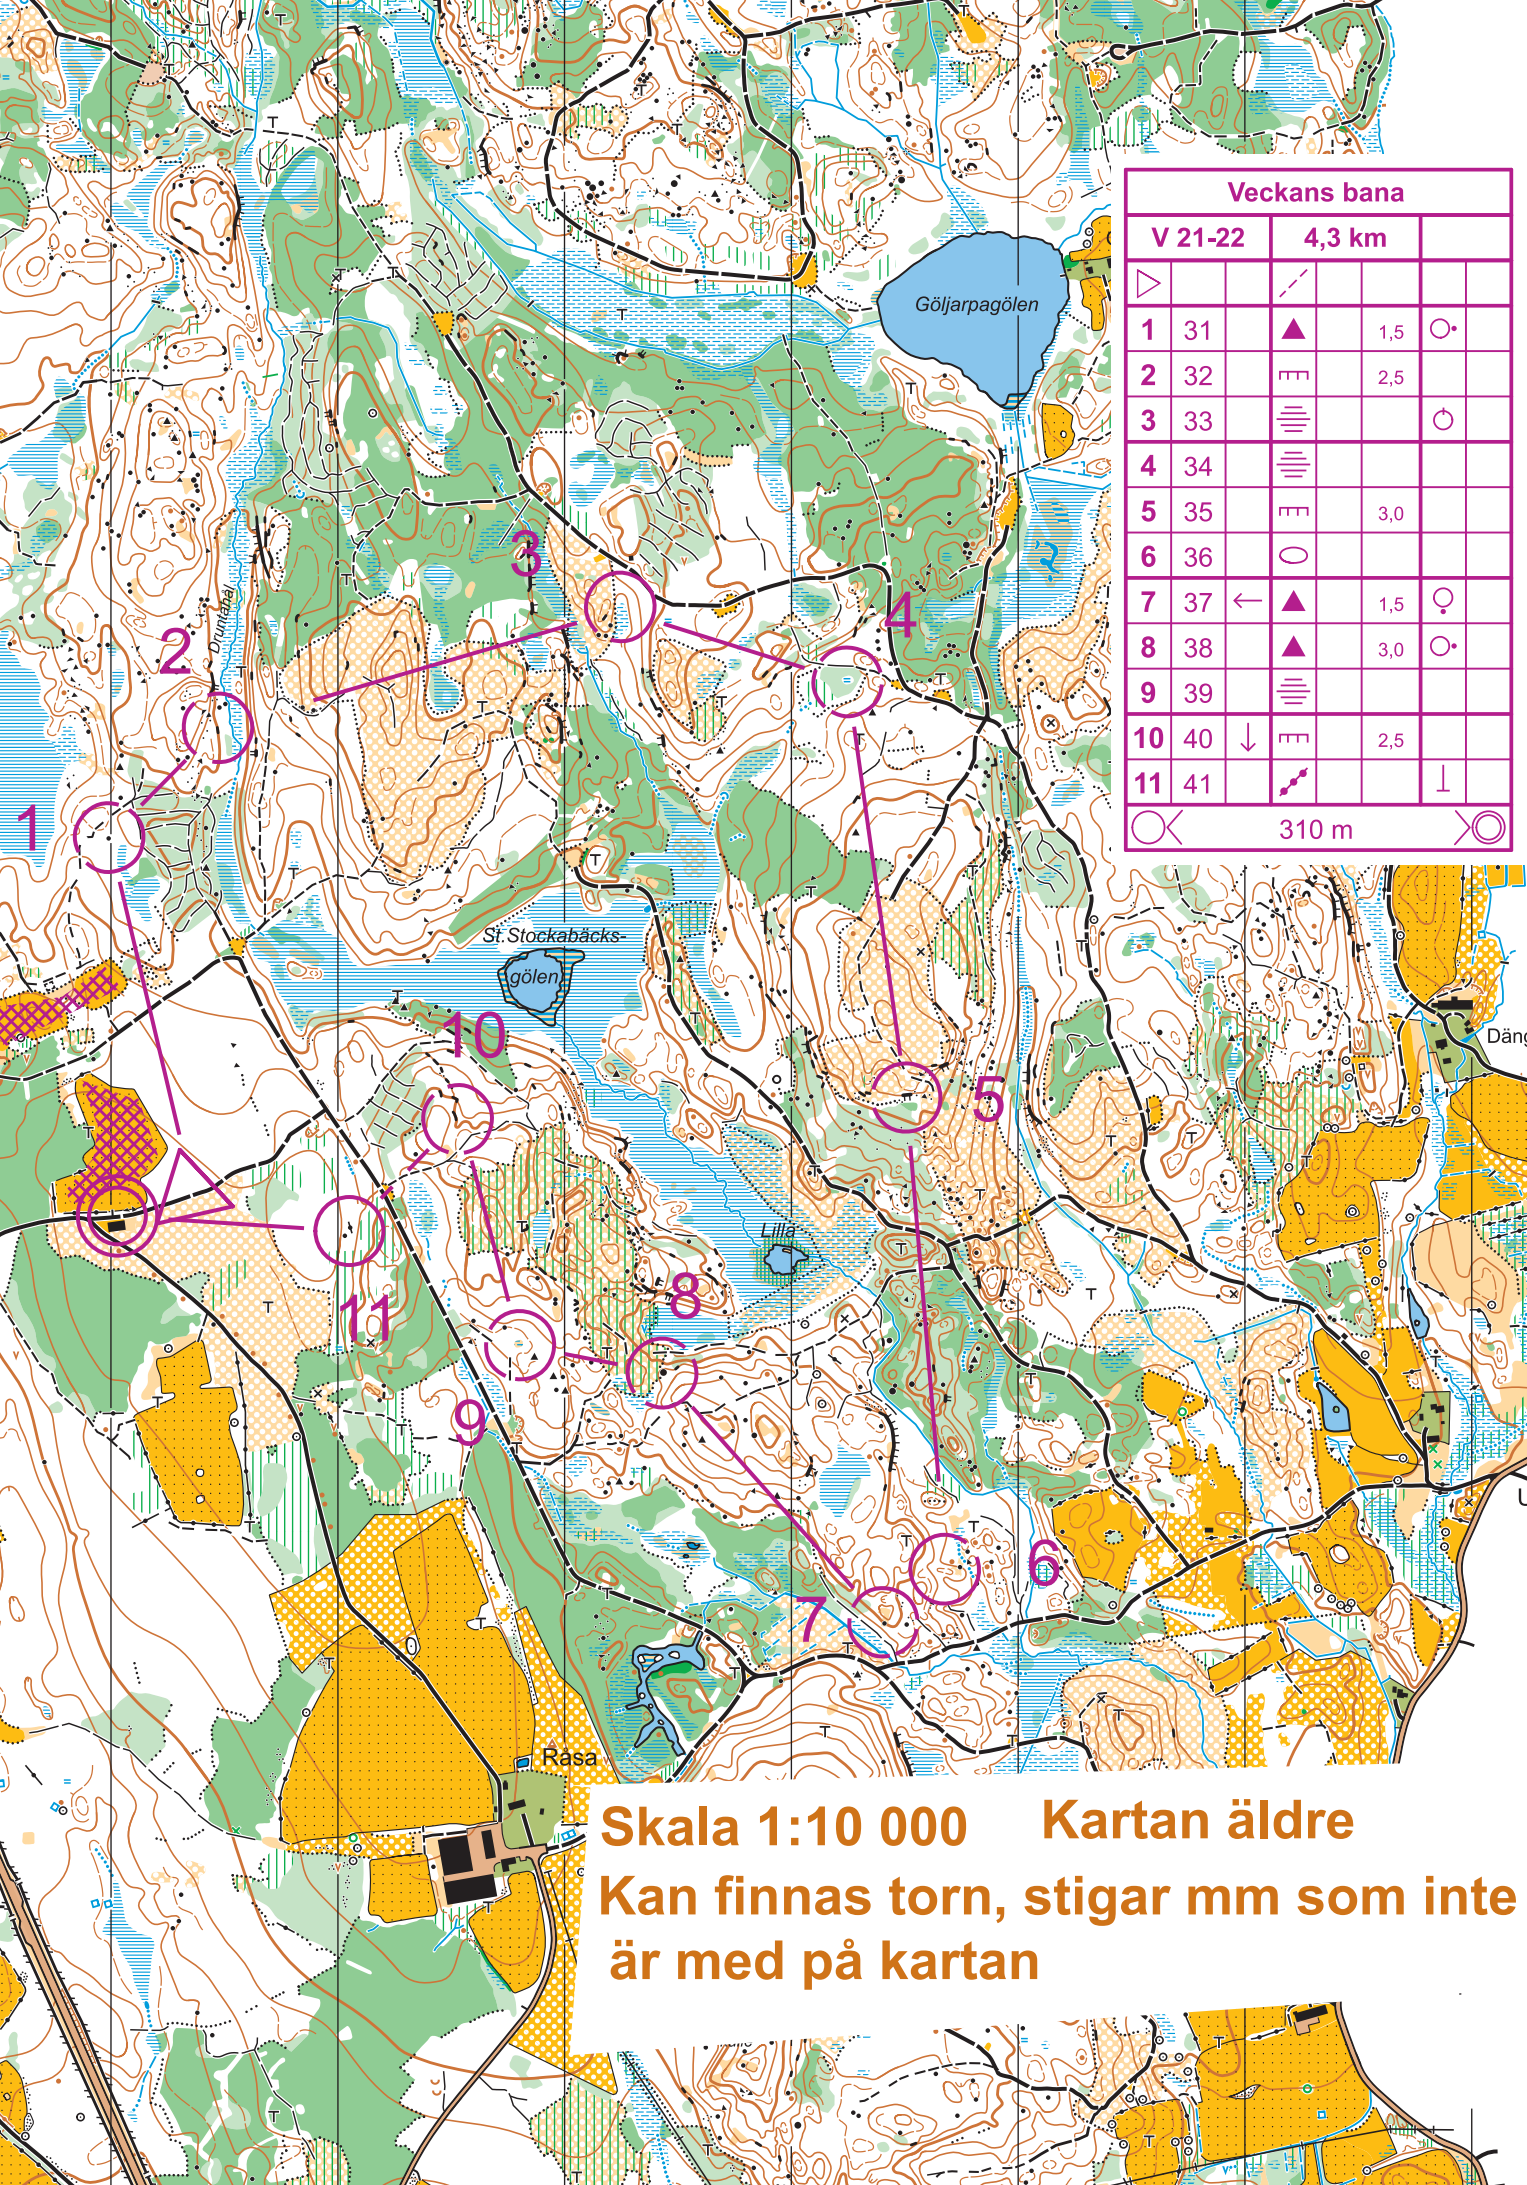 Veckans bana
V 21-22 4,3 km
1 31 1,5
2 32 2,5
3 33
4 34
5 35 3,0
6 36
7 37 1,5
8 38 3,0
9 39
10 40 2,5
11 41
310 m
Göljarpagölen
3
4
Druntahål
2
1
St.Stockabäcks-
gölen
10
Däng
5
Lilla
8
11
9
6
7
Råsa
Skala 1:10 000 Kartan äldre
Kan finnas torn, stigar mm som inte
är med på kartan